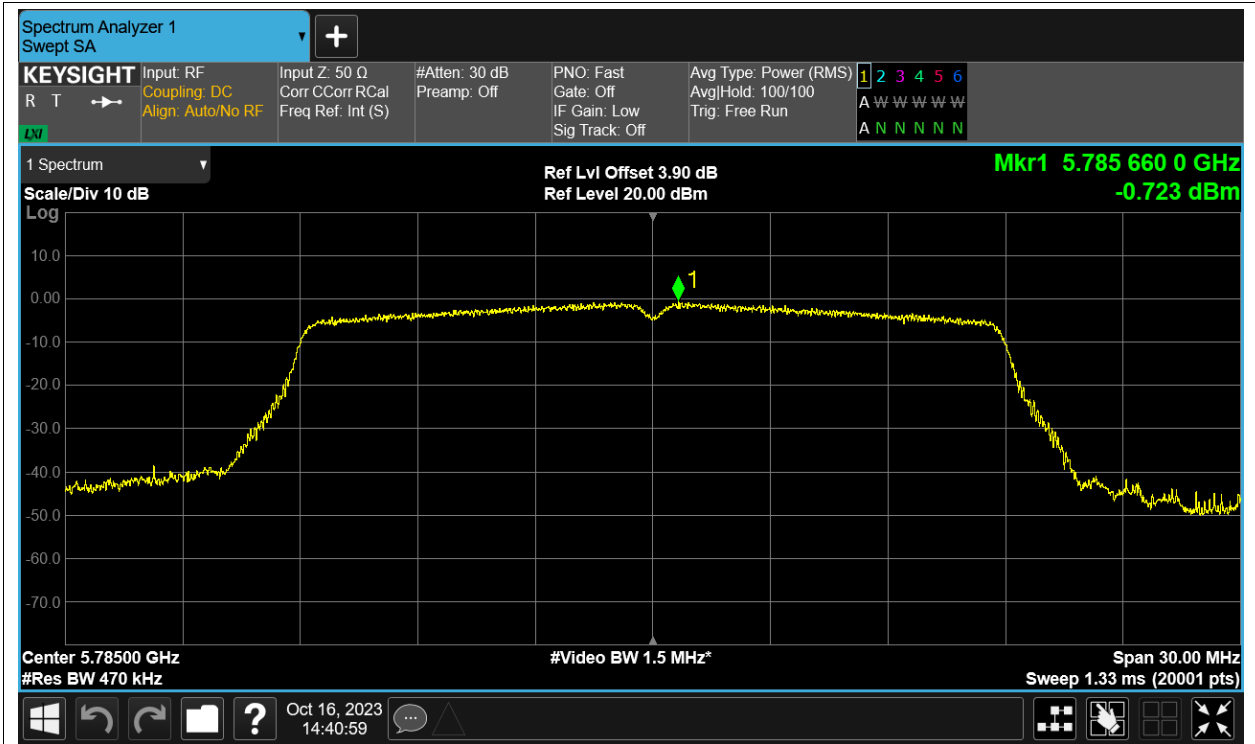 Spectrum Analyzer 1
Swept SA
KEYSIGHT
R T
LXI
Input: RF
Coupling: DC
Align: Auto/No RF
Input Z: 50 Ω
Corr CCorr RCal
Freq Ref: Int (S)
#Atten: 30 dB
Preamp: Off
PNO: Fast
Gate: Off
IF Gain: Low
Sig Track: Off
Avg Type: Power (RMS)
Avg|Hold: 100/100
Trig: Free Run
1 2 3 4 5 6
A W W W W W
A N N N N N
1 Spectrum
Scale/Div 10 dB
Ref Lvl Offset 3.90 dB
Ref Level 20.00 dBm
Mkr1 5.785 660 0 GHz
-0.723 dBm
Log
10.0
0.00
-10.0
-20.0
-30.0
-40.0
-50.0
-60.0
-70.0
1
Center 5.78500 GHz
#Res BW 470 kHz
#Video BW 1.5 MHz*
Span 30.00 MHz
Sweep 1.33 ms (20001 pts)
?
Oct 16, 2023
14:40:59